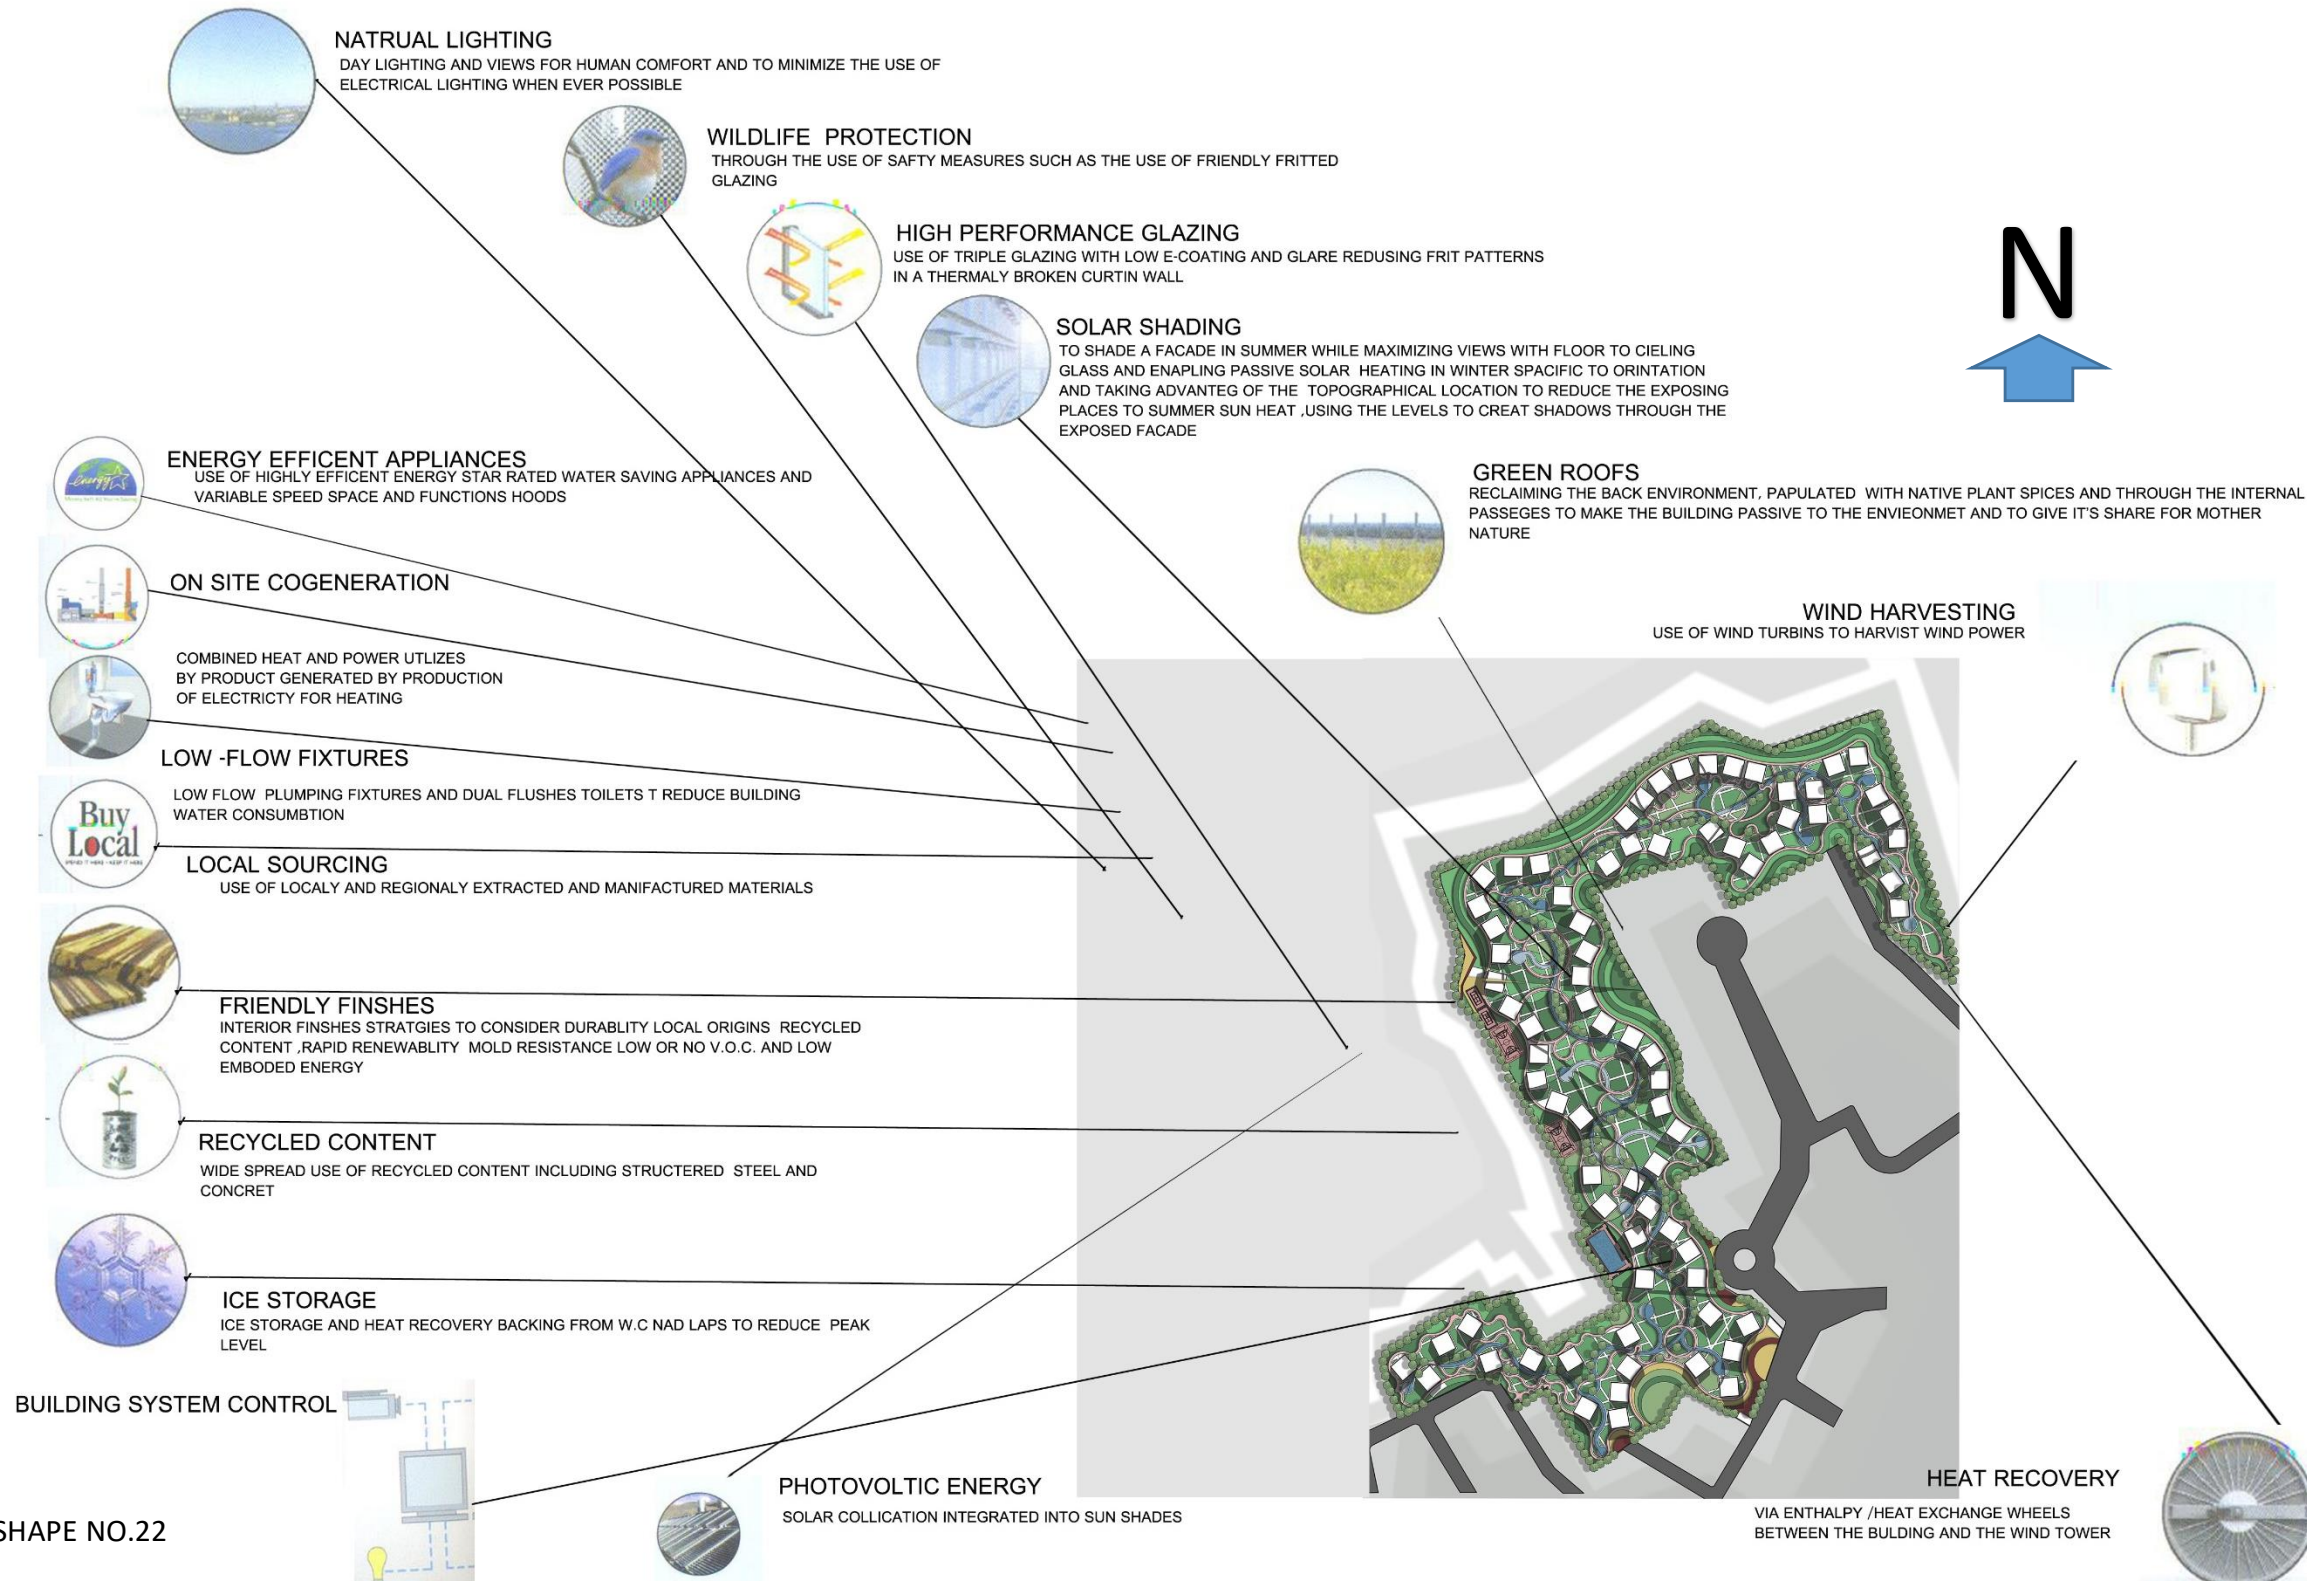 NATRUAL LIGHTING
DAY LIGHTING AND VIEWS FOR HUMAN COMFORT AND TO MINIMIZE THE USE OF
ELECTRICAL LIGHTING WHEN EVER POSSIBLE
WILDLIFE PROTECTION
THROUGH THE USE OF SAFTY MEASURES SUCH AS THE USE OF FRIENDLY FRITTED
GLAZING
HIGH PERFORMANCE GLAZING
USE OF TRIPLE GLAZING WITH LOW E-COATING AND GLARE REDUSING FRIT PATTERNS
IN A THERMALY BROKEN CURTIN WALL
N
SOLAR SHADING
TO SHADE A FACADE IN SUMMER WHILE MAXIMIZING VIEWS WITH FLOOR TO CIELING
GLASS AND ENAPLING PASSIVE SOLAR HEATING IN WINTER SPACIFIC TO ORINTATION
AND TAKING ADVANTEG OF THE TOPOGRAPHICAL LOCATION TO REDUCE THE EXPOSING
PLACES TO SUMMER SUN HEAT ,USING THE LEVELS TO CREAT SHADOWS THROUGH THE
EXPOSED FACADE
GREEN ROOFS
RECLAIMING THE BACK ENVIRONMENT, PAPULATED WITH NATIVE PLANT SPICES AND THROUGH THE INTERNAL
PASSEGES TO MAKE THE BUILDING PASSIVE TO THE ENVIEONMET AND TO GIVE IT'S SHARE FOR MOTHER
NATURE
WIND HARVESTING
USE OF WIND TURBINS TO HARVIST WIND POWER
energy
ENERGY EFFICENT APPLIANCES
USE OF HIGHLY EFFICENT ENERGY STAR RATED WATER SAVING APPLIANCES AND
VARIABLE SPEED SPACE AND FUNCTIONS HOODS
ON SITE COGENERATION
COMBINED HEAT AND POWER UTLIZES
BY PRODUCT GENERATED BY PRODUCTION
OF ELECTRICTY FOR HEATING
LOW -FLOW FIXTURES
LOW FLOW PLUMPING FIXTURES AND DUAL FLUSHES TOILETS T REDUCE BUILDING
WATER CONSUMBTION
Buy
Local
LOCAL SOURCING
USE OF LOCALY AND REGIONALY EXTRACTED AND MANIFACTURED MATERIALS
FRIENDLY FINSHES
INTERIOR FINSHES STRATGIES TO CONSIDER DURABLITY LOCAL ORIGINS RECYCLED
CONTENT ,RAPID RENEWABLITY MOLD RESISTANCE LOW OR NO V.O.C. AND LOW
EMBODED ENERGY
RECYCLED CONTENT
WIDE SPREAD USE OF RECYCLED CONTENT INCLUDING STRUCTERED STEEL AND
CONCRET
ICE STORAGE
ICE STORAGE AND HEAT RECOVERY BACKING FROM W.C NAD LAPS TO REDUCE PEAK
LEVEL
BUILDING SYSTEM CONTROL
PHOTOVOLTIC ENERGY
SOLAR COLLICATION INTEGRATED INTO SUN SHADES
HEAT RECOVERY
VIA ENTHALPY /HEAT EXCHANGE WHEELS
BETWEEN THE BULDING AND THE WIND TOWER
SHAPE NO.22